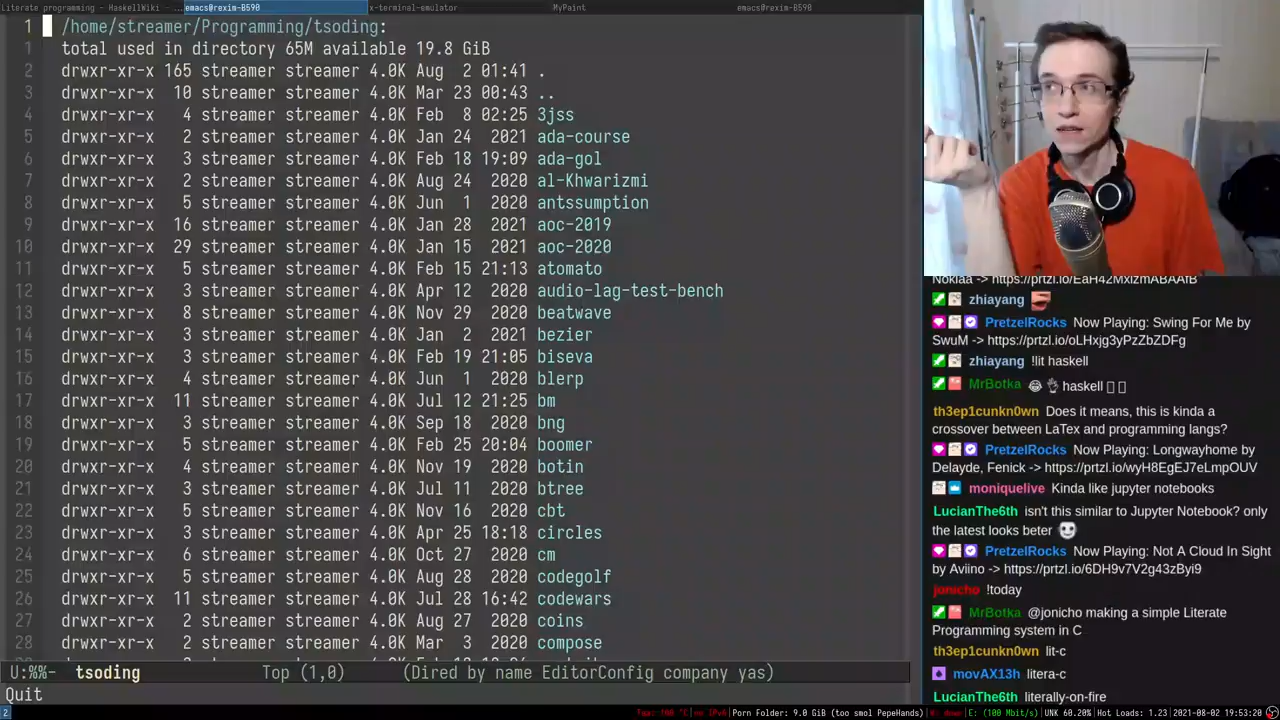 Literate programming - HaskellWiki - ... emacs@rexim-B590 x-terminal-emulator MyPaint emacs@rexim-B590
1 /home/streamer/Programming/tsoding:
1 total used in directory 65M available 19.8 GiB
2 drwxr-xr-x 165 streamer streamer 4.0K Aug 2 01:41 .
3 drwxr-xr-x 10 streamer streamer 4.0K Mar 23 00:43 ..
4 drwxr-xr-x 4 streamer streamer 4.0K Feb 8 02:25 3jss
5 drwxr-xr-x 2 streamer streamer 4.0K Jan 24 2021 ada-course
6 drwxr-xr-x 3 streamer streamer 4.0K Feb 18 19:09 ada-gol
7 drwxr-xr-x 2 streamer streamer 4.0K Aug 24 2020 al-Khwarizmi
8 drwxr-xr-x 5 streamer streamer 4.0K Jun 1 2020 antssumption
9 drwxr-xr-x 16 streamer streamer 4.0K Jan 28 2021 aoc-2019
10 drwxr-xr-x 29 streamer streamer 4.0K Jan 15 2021 aoc-2020
11 drwxr-xr-x 5 streamer streamer 4.0K Feb 15 21:13 atomato
12 drwxr-xr-x 3 streamer streamer 4.0K Apr 12 2020 audio-lag-test-bench
13 drwxr-xr-x 8 streamer streamer 4.0K Nov 29 2020 beatwave
14 drwxr-xr-x 3 streamer streamer 4.0K Jan 2 2021 bezier
15 drwxr-xr-x 3 streamer streamer 4.0K Feb 19 21:05 biseva
16 drwxr-xr-x 4 streamer streamer 4.0K Jun 1 2020 blerp
17 drwxr-xr-x 11 streamer streamer 4.0K Jul 12 21:25 bm
18 drwxr-xr-x 3 streamer streamer 4.0K Sep 18 2020 bng
19 drwxr-xr-x 5 streamer streamer 4.0K Feb 25 20:04 boomer
20 drwxr-xr-x 4 streamer streamer 4.0K Nov 19 2020 botin
21 drwxr-xr-x 3 streamer streamer 4.0K Jul 11 2020 btree
22 drwxr-xr-x 5 streamer streamer 4.0K Nov 16 2020 cbt
23 drwxr-xr-x 3 streamer streamer 4.0K Apr 25 18:18 circles
24 drwxr-xr-x 6 streamer streamer 4.0K Oct 27 2020 cm
25 drwxr-xr-x 5 streamer streamer 4.0K Aug 28 2020 codegolf
26 drwxr-xr-x 11 streamer streamer 4.0K Jul 28 16:42 codewars
27 drwxr-xr-x 2 streamer streamer 4.0K Aug 27 2020 coins
28 drwxr-xr-x 2 streamer streamer 4.0K Mar 3 2020 compose
U:%%- tsoding Top (1,0) (Dired by name EditorConfig company yas)
Quit
zhiayang
PretzelRocks Now Playing: Swing For Me by
SwuM -> https://prtzl.io/oLHxjg3yPzZbZDFg
zhiayang !lit haskell
MrBotka 😂 👌 haskell
th3ep1cunkn0wn Does it means, this is kinda a
crossover between LaTex and programming langs?
PretzelRocks Now Playing: Longwayhome by
Delayde, Fenick -> https://prtzl.io/wyH8EgEJ7eLmpOUV
moniquelive Kinda like jupyter notebooks
LucianThe6th isn't this similar to Jupyter Notebook? only
the latest looks beter
PretzelRocks Now Playing: Not A Cloud In Sight
by Aviino -> https://prtzl.io/6DH9v7V2g43zByi9
jonicho !today
MrBotka @jonicho making a simple Literate
Programming system in C
th3ep1cunkn0wn lit-c
movAX13h litera-c
LucianThe6th literally-on-fire
2 Porn Folder: 9.0 GiB (too smol PepeHands) E: (100 Mbit/s) UNK 60.20% Hot Loads: 1.23 2021-08-02 19:53:20